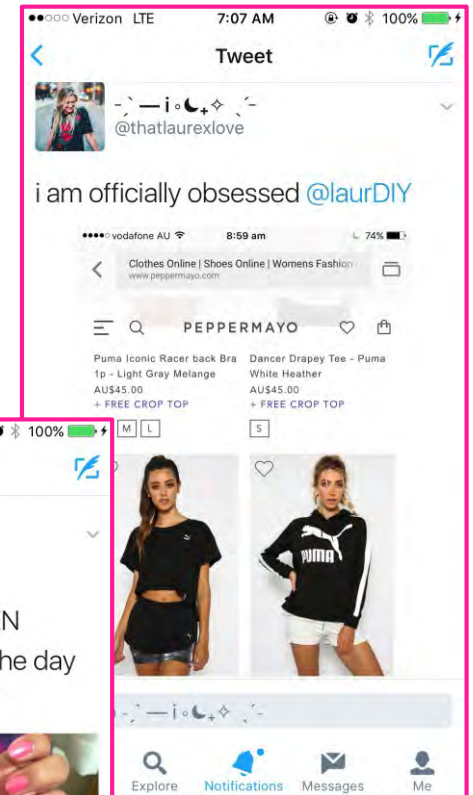 ●●○○○ Verizon LTE 7:07 AM 100%
Tweet
-ˏ̀ — i ∘☾₊✧ ˎ́-
@thatlaurexlove
i am officially obsessed @laurDIY
●●●●○ vodafone AU 8:59 am 74%
Clothes Online | Shoes Online | Womens Fashion
www.peppermayo.com
PEPPERMAYO
Puma Iconic Racer back Bra
1p - Light Gray Melange
AU$45.00
+ FREE CROP TOP
M L
Dancer Drapey Tee - Puma
White Heather
AU$45.00
+ FREE CROP TOP
S
PUMA
-ˏ̀ — i ∘☾₊✧ ˎ́-
Explore Notifications Messages Me
100%
he day